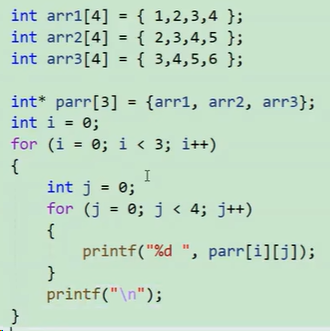 int arr1[4] = { 1,2,3,4 };
int arr2[4] = { 2,3,4,5 };
int arr3[4] = { 3,4,5,6 };

int* parr[3] = {arr1, arr2, arr3};
int i = 0;
for (i = 0; i < 3; i++)
{
    int j = 0;
    for (j = 0; j < 4; j++)
    {
        printf("%d ", parr[i][j]);
    }
    printf("\n");
}